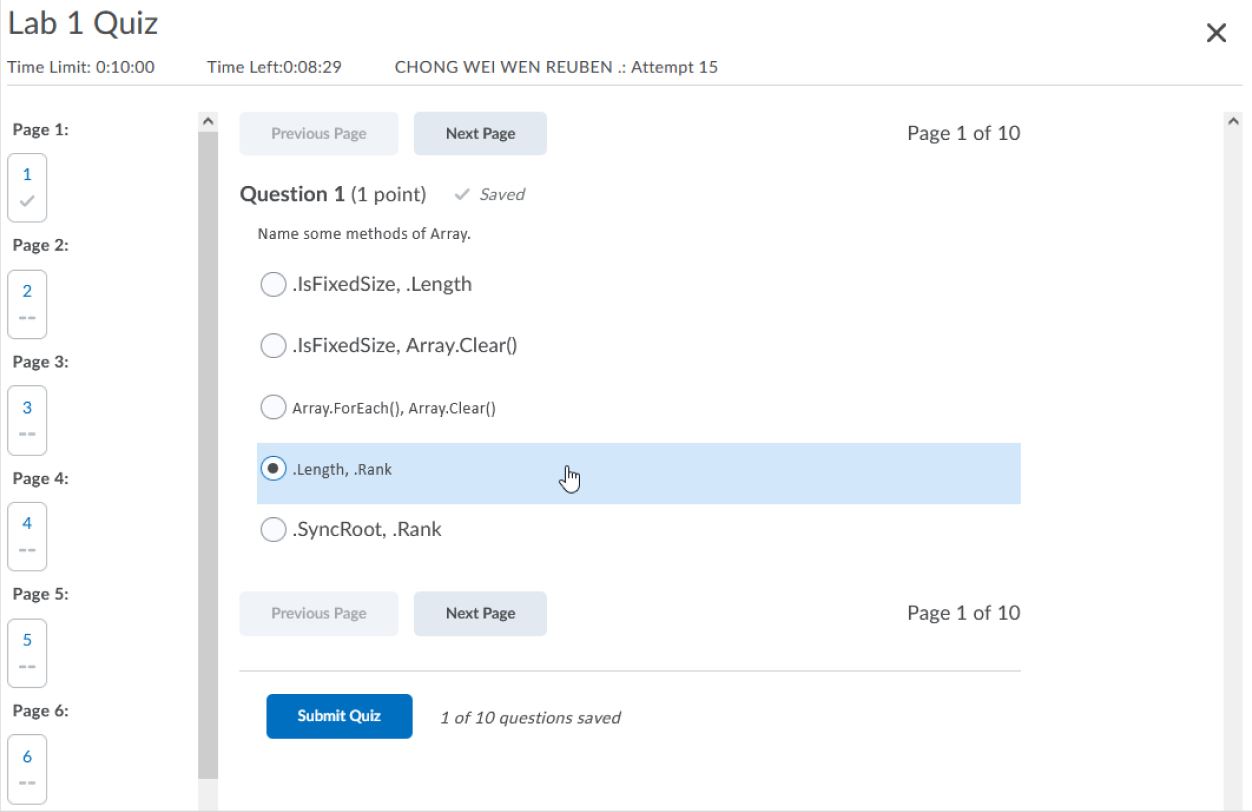 Lab 1 Quiz
Time Limit: 0:10:00 Time Left:0:08:29 CHONG WEI WEN REUBEN .: Attempt 15
Page 1:
1
Page 2:
2
--
Page 3:
3
--
Page 4:
4
--
Page 5:
5
--
Page 6:
6
--
Previous Page Next Page Page 1 of 10
Question 1 (1 point) Saved
Name some methods of Array.
.IsFixedSize, .Length
.IsFixedSize, Array.Clear()
Array.ForEach(), Array.Clear()
.Length, .Rank
.SyncRoot, .Rank
Previous Page Next Page Page 1 of 10
Submit Quiz 1 of 10 questions saved